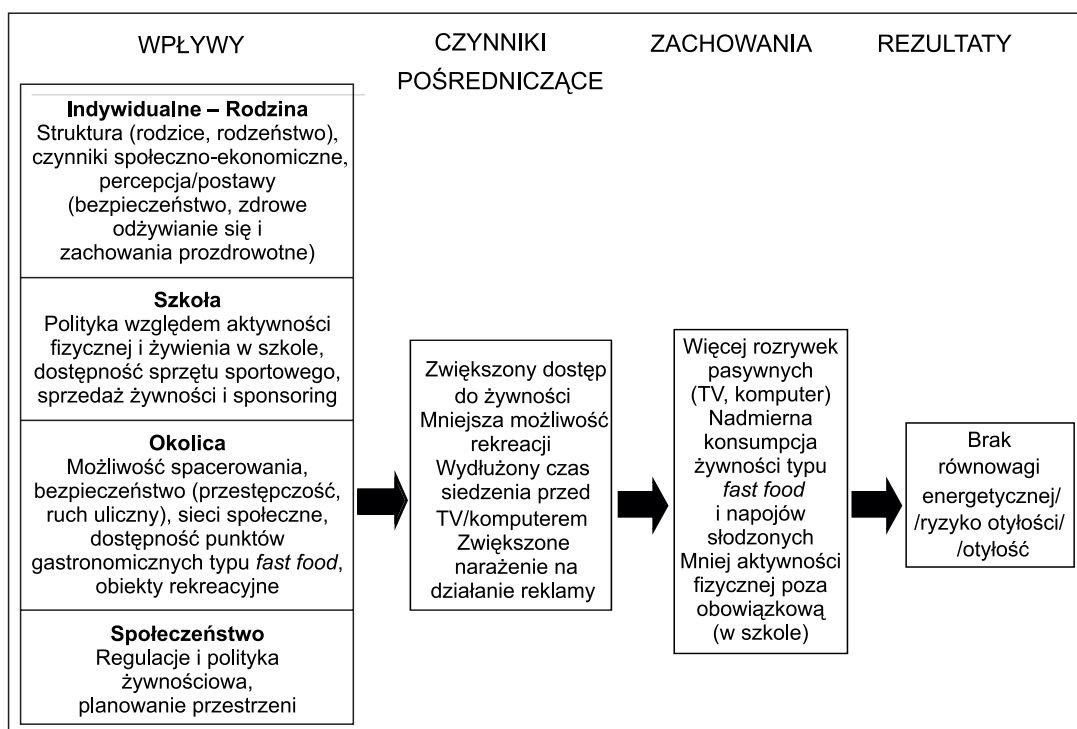 WPŁYWY
CZYNNIKI
POŚREDNICZĄCE
ZACHOWANIA
REZULTATY
Indywidualne – Rodzina
Struktura (rodzice, rodzeństwo),
czynniki społeczno-ekonomiczne,
percepcja/postawy
(bezpieczeństwo, zdrowe
odżywianie się i
zachowania prozdrowotne)
Szkoła
Polityka względem aktywności
fizycznej i żywienia w szkole,
dostępność sprzętu sportowego,
sprzedaż żywności i sponsoring
Okolica
Możliwość spacerowania,
bezpieczeństwo (przestępczość,
ruch uliczny), sieci społeczne,
dostępność punktów
gastronomicznych typu fast food,
obiekty rekreacyjne
Społeczeństwo
Regulacje i polityka
żywnościowa,
planowanie przestrzeni
Zwiększony dostęp
do żywności
Mniejsza możliwość
rekreacji
Wydłużony czas
siedzenia przed
TV/komputerem
Zwiększone
narażenie na
działanie reklamy
Więcej rozrywek
pasywnych
(TV, komputer)
Nadmierna
konsumpcja
żywności typu
fast food
i napojów
słodzonych
Mniej aktywności
fizycznej poza
obowiązkową
(w szkole)
Brak
równowagi
energetycznej/
/ryzyko otyłości/
/otyłość